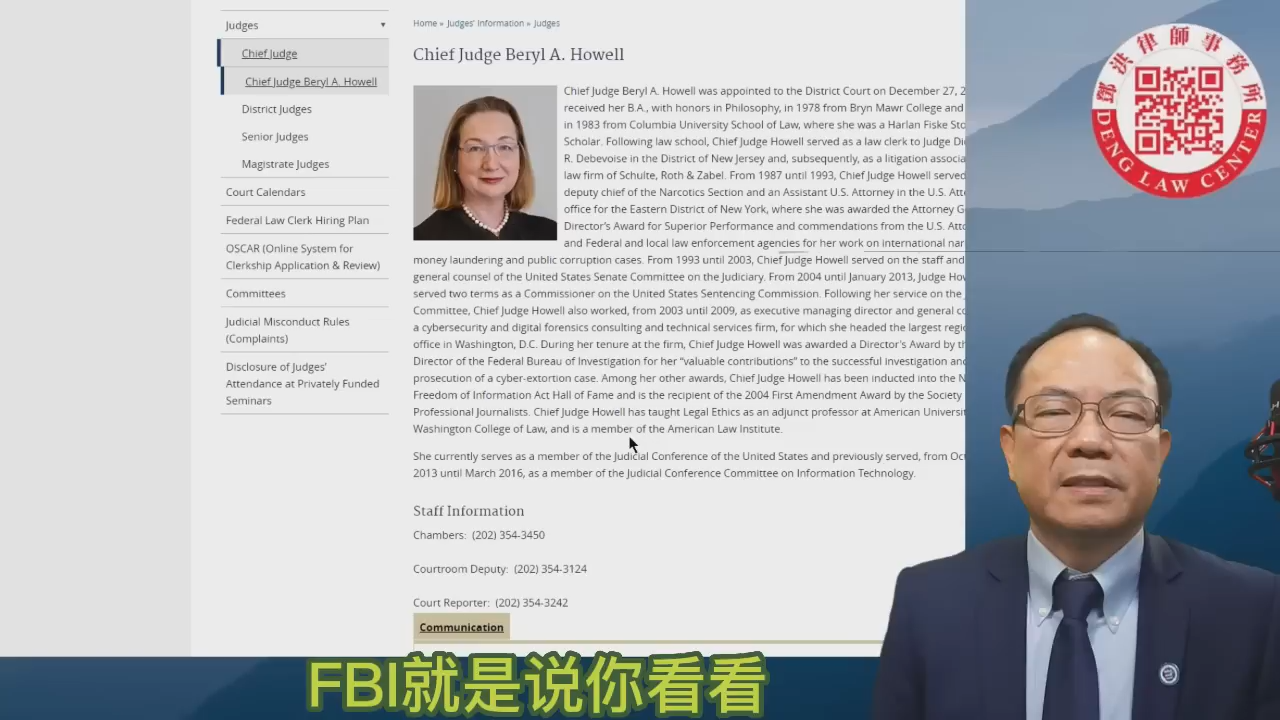 Judges
Chief Judge
Chief Judge Beryl A. Howell
District Judges
Senior Judges
Magistrate Judges
Court Calendars
Federal Law Clerk Hiring Plan
OSCAR (Online System for
Clerkship Application & Review)
Committees
Judicial Misconduct Rules
(Complaints)
Disclosure of Judges'
Attendance at Privately Funded
Seminars
Home » Judges' Information » Judges
Chief Judge Beryl A. Howell
Chief Judge Beryl A. Howell was appointed to the District Court on December 27, 2
received her B.A., with honors in Philosophy, in 1978 from Bryn Mawr College and
in 1983 from Columbia University School of Law, where she was a Harlan Fiske Sto
Scholar. Following law school, Chief Judge Howell served as a law clerk to Judge Di
R. Debevoise in the District of New Jersey and, subsequently, as a litigation associa
law firm of Schulte, Roth & Zabel. From 1987 until 1993, Chief Judge Howell served
deputy chief of the Narcotics Section and an Assistant U.S. Attorney in the U.S. Atto
office for the Eastern District of New York, where she was awarded the Attorney G
Director's Award for Superior Performance and commendations from the U.S. Atto
and Federal and local law enforcement agencies for her work on international nar
money laundering and public corruption cases. From 1993 until 2003, Chief Judge Howell served on the staff and
general counsel of the United States Senate Committee on the Judiciary. From 2004 until January 2013, Judge How
served two terms as a Commissioner on the United States Sentencing Commission. Following her service on the
Committee, Chief Judge Howell also worked, from 2003 until 2009, as executive managing director and general co
a cybersecurity and digital forensics consulting and technical services firm, for which she headed the largest regio
office in Washington, D.C. During her tenure at the firm, Chief Judge Howell was awarded a Director's Award by th
Director of the Federal Bureau of Investigation for her "valuable contributions" to the successful investigation and
prosecution of a cyber-extortion case. Among her other awards, Chief Judge Howell has been inducted into the N
Freedom of Information Act Hall of Fame and is the recipient of the 2004 First Amendment Award by the Society
Professional Journalists. Chief Judge Howell has taught Legal Ethics as an adjunct professor at American Universit
Washington College of Law, and is a member of the American Law Institute.
She currently serves as a member of the Judicial Conference of the United States and previously served, from Oct
2013 until March 2016, as a member of the Judicial Conference Committee on Information Technology.
Staff Information
Chambers: (202) 354-3450
Courtroom Deputy: (202) 354-3124
Court Reporter: (202) 354-3242
Communication
鄧洪律師事務所
DENG LAW CENTER
FBI就是说你看看